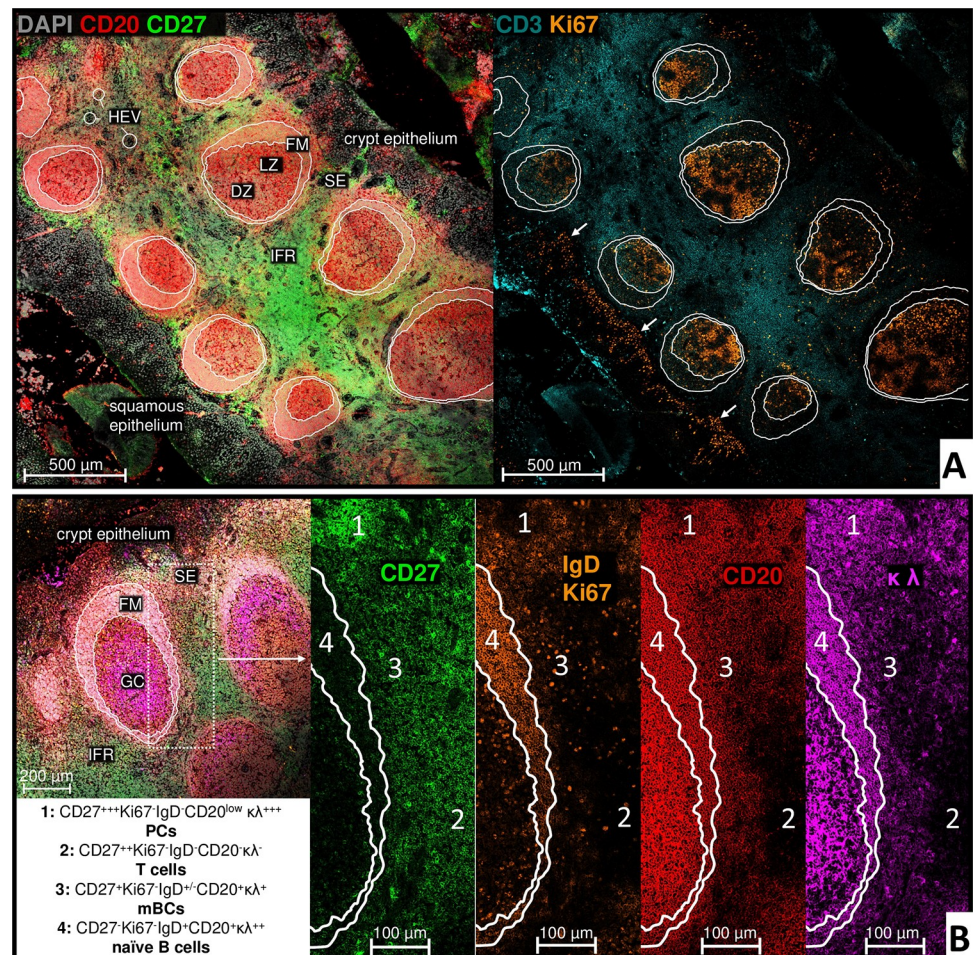 DAPI CD20 CD27
HEV
FM
LZ
DZ
SE
crypt epithelium
IFR
squamous
epithelium
500 µm
CD3 Ki67
500 µm
A
crypt epithelium
SE
FM
GC
IFR
200 µm
1
CD27
4
3
2
100 µm
1
IgD
Ki67
4
3
2
100 µm
1
CD20
4
3
2
100 µm
1
κ λ
4
3
2
100 µm
1: CD27⁺⁺⁺Ki67⁻IgD⁻CD20ˡᵒʷ κλ⁺⁺⁺
PCs
2: CD27⁺⁺Ki67⁻IgD⁻CD20⁻κλ⁻
T cells
3: CD27⁺Ki67⁻IgD⁺/⁻CD20⁺κλ⁺
mBCs
4: CD27⁻Ki67⁻IgD⁺CD20⁺κλ⁺⁺
naïve B cells
B